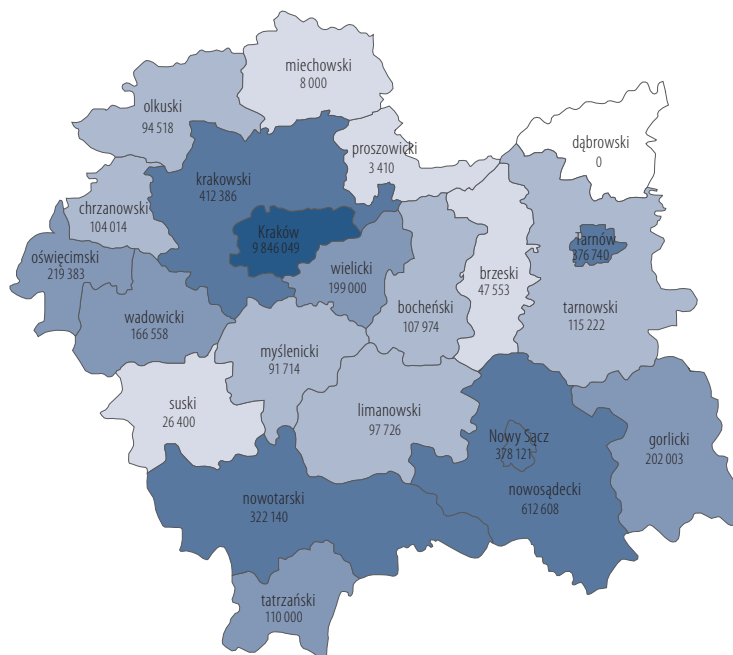 miechowski
8 000
olkuski
94 518
proszowicki
3 410
dąbrowski
0
krakowski
412 386
chrzanowski
104 014
Kraków
9 846 049
Tarnów
376 740
oświęcimski
219 383
wielicki
199 000
brzeski
47 553
bocheński
107 974
tarnowski
115 222
wadowicki
166 558
myślenicki
91 714
suski
26 400
limanowski
97 726
Nowy Sącz
378 121
gorlicki
202 003
nowotarski
322 140
nowosądecki
612 608
tatrzański
110 000